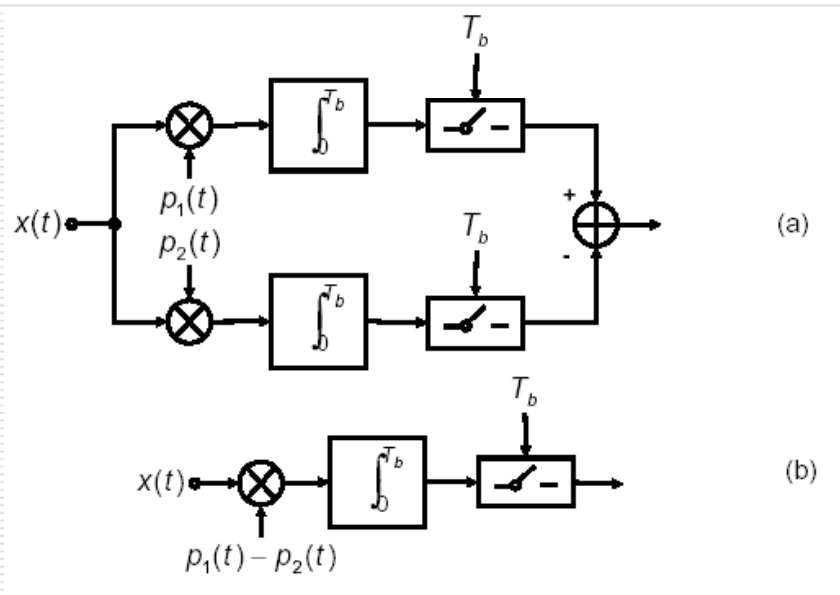 T_b
∫_0^{T_b}
p_1(t)
x(t)
+
(a)
p_2(t)
T_b
-
∫_0^{T_b}
T_b
∫_0^{T_b}
x(t)
(b)
p_1(t) – p_2(t)